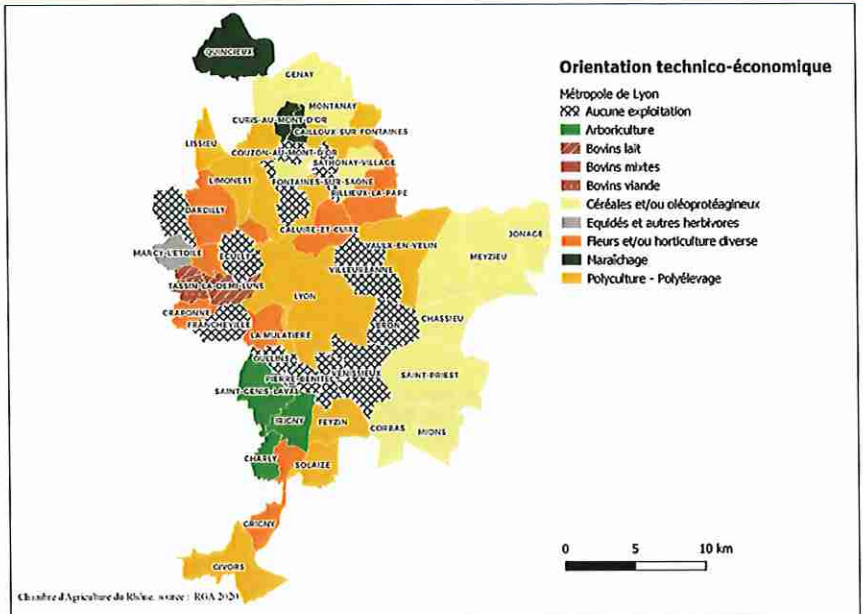 QUINCIEUX
GENAY
MONTANAY
CURIS-AU-MONT-D'OR
CAILLOUX-SUR-FONTAINES
LISSIEU
COUZON-AU-MONT-D'OR
SATHONAY-VILLAGE
LIMONEST
FONTAINES-SUR-SAONE
RILLIEUX-LA-PAPE
DARDILLY
CALUIRE-ET-CUIRE
VAULX-EN-VELIN
JONAGE
MEYZIEU
MARCY-L'ETOILE
ECULLY
VILLEURBANNE
TASSIN-LA-DEMI-LUNE
LYON
CRAPONNE
FRANCHEVILLE
BRON
CHASSIEU
LA MULATIERE
OULLINS
PIERRE-BENITE
VENISSIEUX
SAINT-PRIEST
SAINT-GENIS-LAVAL
IRIGNY
FEYZIN
CORBAS
MIONS
CHARLY
SOLAIZE
GRIGNY
GIVORS
Orientation technico-économique
Métropole de Lyon
Aucune exploitation
Arboriculture
Bovins lait
Bovins mixtes
Bovins viande
Céréales et/ou oléoprotéagineux
Equidés et autres herbivores
Fleurs et/ou horticulture diverse
Naraîchage
Polyculture - Polyélevage
0 5 10 km
Chambre d'Agriculture du Rhône, source : RGA 2020